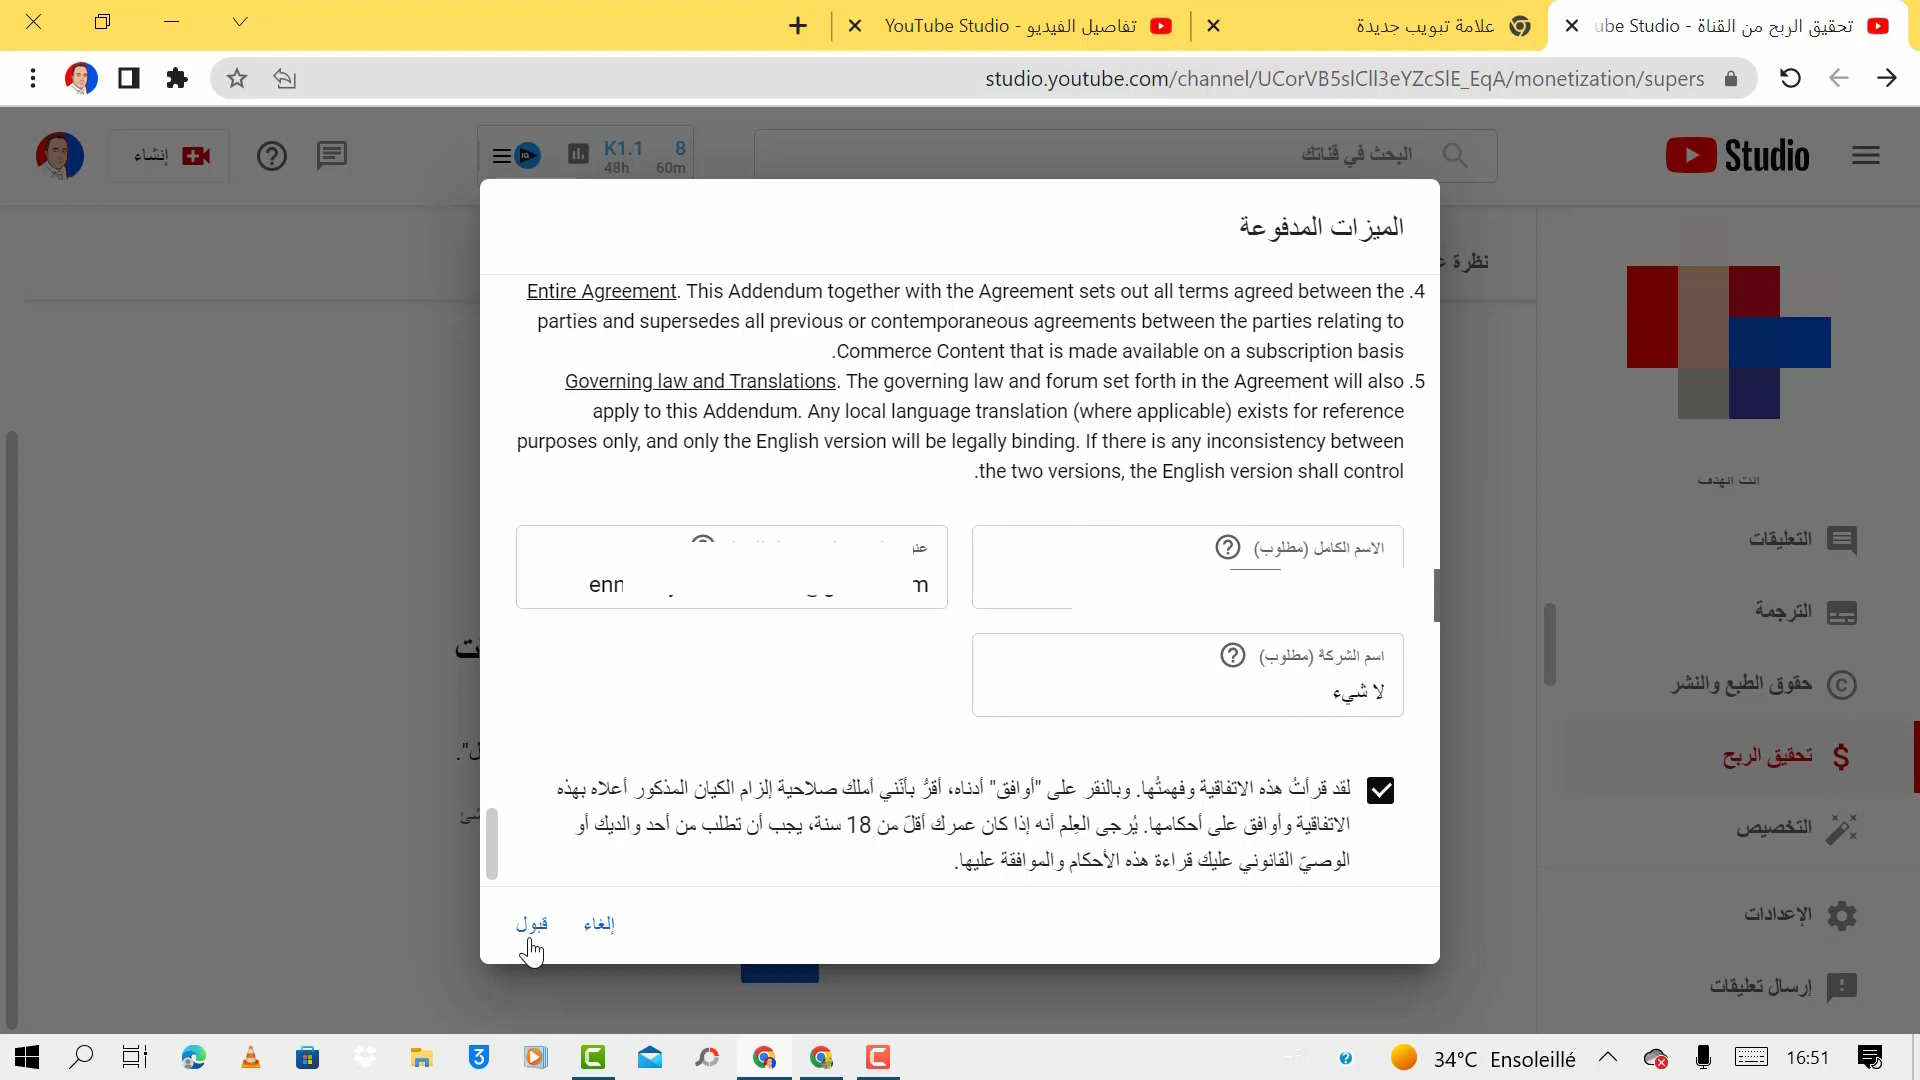 تحقيق الربح من القناة - ube Studio
علامة تبويب جديدة
تفاصيل الفيديو - YouTube Studio
studio.youtube.com/channel/UCorVB5slCll3eYZcSlE_EqA/monetization/supers
Studio
البحث في قناتك
K1.1 8
48h 60m
إنشاء
الميزات المدفوعة
نظرة ع
4. Entire Agreement. This Addendum together with the Agreement sets out all terms agreed between the
parties and supersedes all previous or contemporaneous agreements between the parties relating to
Commerce Content that is made available on a subscription basis.
5. Governing law and Translations. The governing law and forum set forth in the Agreement will also
apply to this Addendum. Any local language translation (where applicable) exists for reference
purposes only, and only the English version will be legally binding. If there is any inconsistency between
the two versions, the English version shall control.
انت الهدف
الاسم الكامل (مطلوب)
enn
m
اسم الشركة (مطلوب)
لا شيء
لقد قرأتُ هذه الاتفاقية وفهمتُها. وبالنقر على "أوافق" أدناه، أقرُّ بأنّني أملك صلاحية إلزام الكيان المذكور أعلاه بهذه
الاتفاقية وأوافق على أحكامها. يُرجى العِلم أنه إذا كان عمرك أقلّ من 18 سنة، يجب أن تطلب من أحد والديك أو
الوصيّ القانوني عليك قراءة هذه الأحكام والموافقة عليها.
إلغاء
قبول
التعليقات
الترجمة
حقوق الطبع والنشر
تحقيق الربح
التخصيص
الإعدادات
إرسال تعليقات
34°C Ensoleillé
16:51